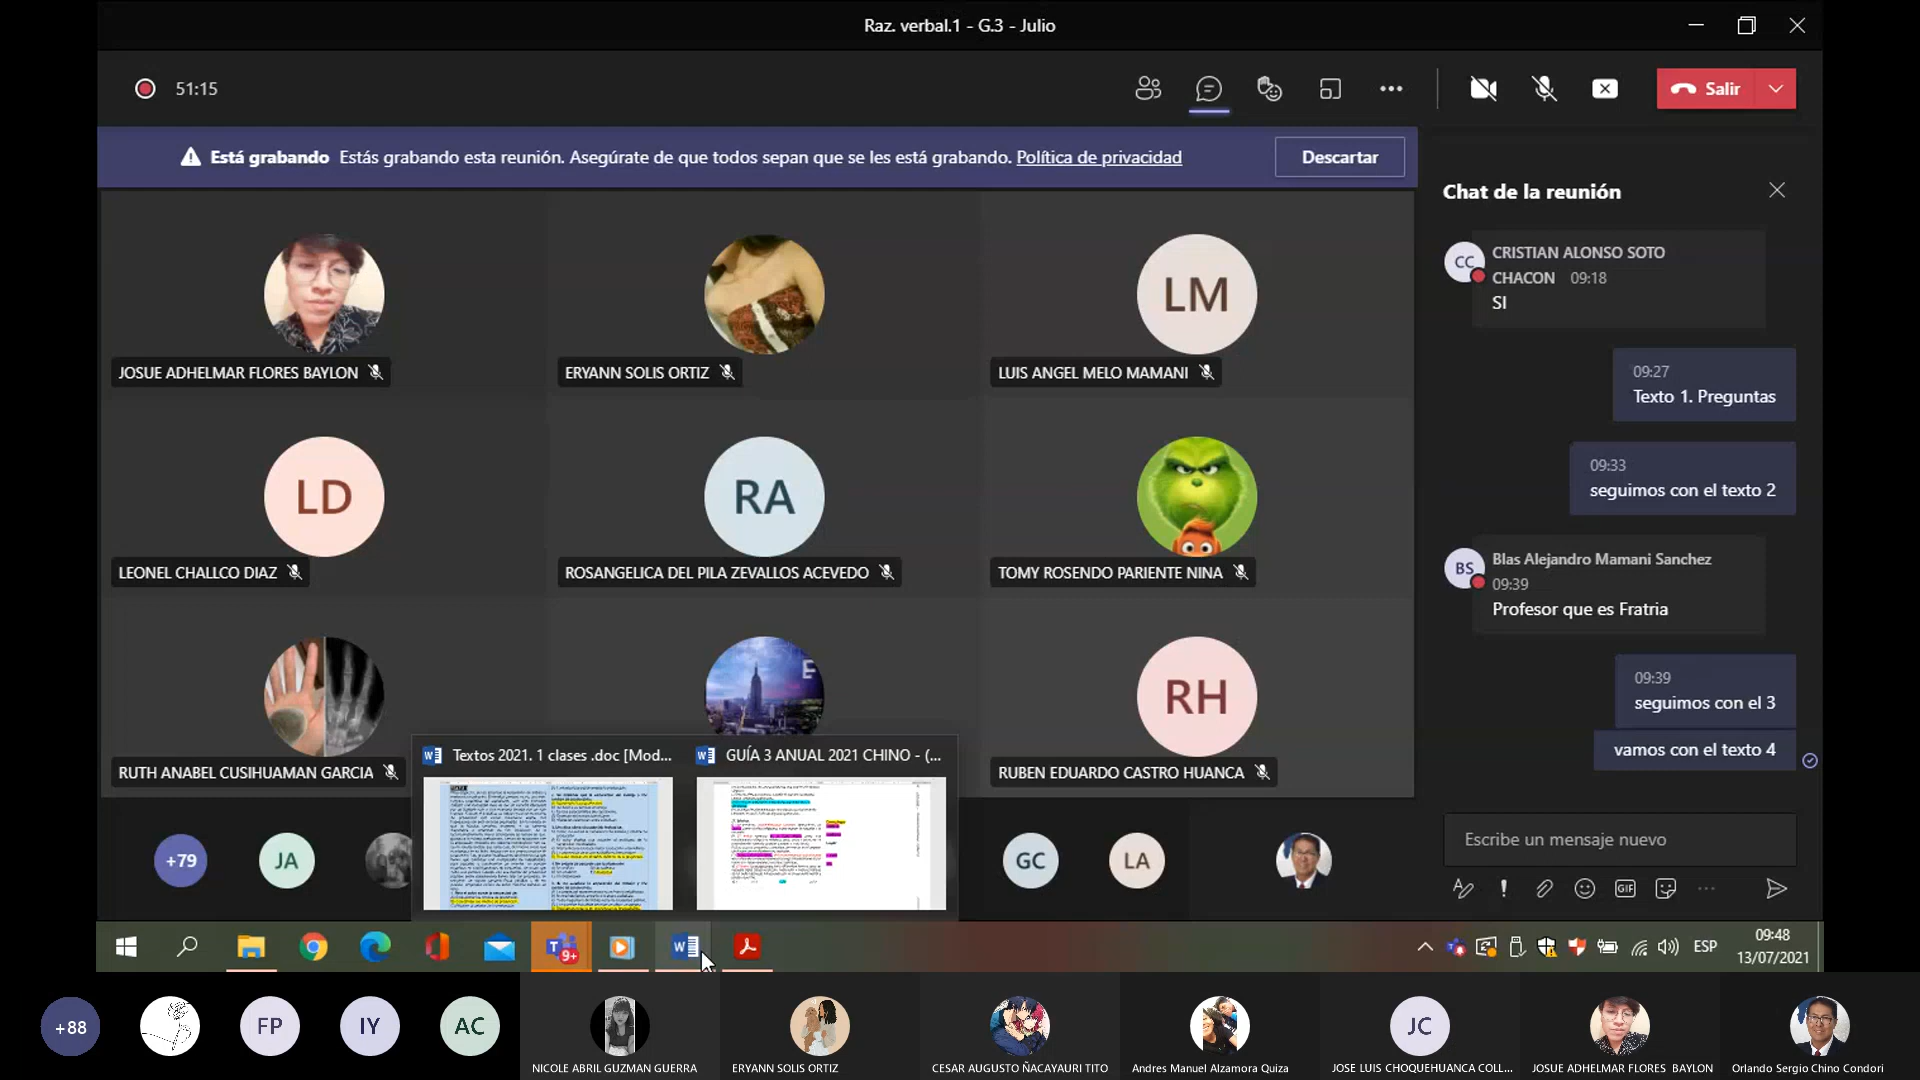 Raz. verbal.1 - G.3 - Julio
51:15
Salir
Está grabando Estás grabando esta reunión. Asegúrate de que todos sepan que se les está grabando. Política de privacidad
Descartar
Chat de la reunión
CC
CRISTIAN ALONSO SOTO
CHACON 09:18
SI
09:27
Texto 1. Preguntas
09:33
seguimos con el texto 2
BS
Blas Alejandro Mamani Sanchez
09:39
Profesor que es Fratria
09:39
seguimos con el 3
vamos con el texto 4
Escribe un mensaje nuevo
GIF
LM
JOSUE ADHELMAR FLORES BAYLON
ERYANN SOLIS ORTIZ
LUIS ANGEL MELO MAMANI
LD
RA
LEONEL CHALLCO DIAZ
ROSANGELICA DEL PILA ZEVALLOS ACEVEDO
TOMY ROSENDO PARIENTE NINA
E
RH
RUTH ANABEL CUSIHUAMAN GARCIA
RUBEN EDUARDO CASTRO HUANCA
Textos 2021. 1 clases .doc [Mod...
GUÍA 3 ANUAL 2021 CHINO - (...
+79
JA
GC
LA
9+
ESP
09:48
13/07/2021
+88
FP
IY
AC
JC
NICOLE ABRIL GUZMAN GUERRA
ERYANN SOLIS ORTIZ
CESAR AUGUSTO ÑACAYAURI TITO
Andres Manuel Alzamora Quiza
JOSE LUIS CHOQUEHUANCA COLL...
JOSUE ADHELMAR FLORES BAYLON
Orlando Sergio Chino Condori